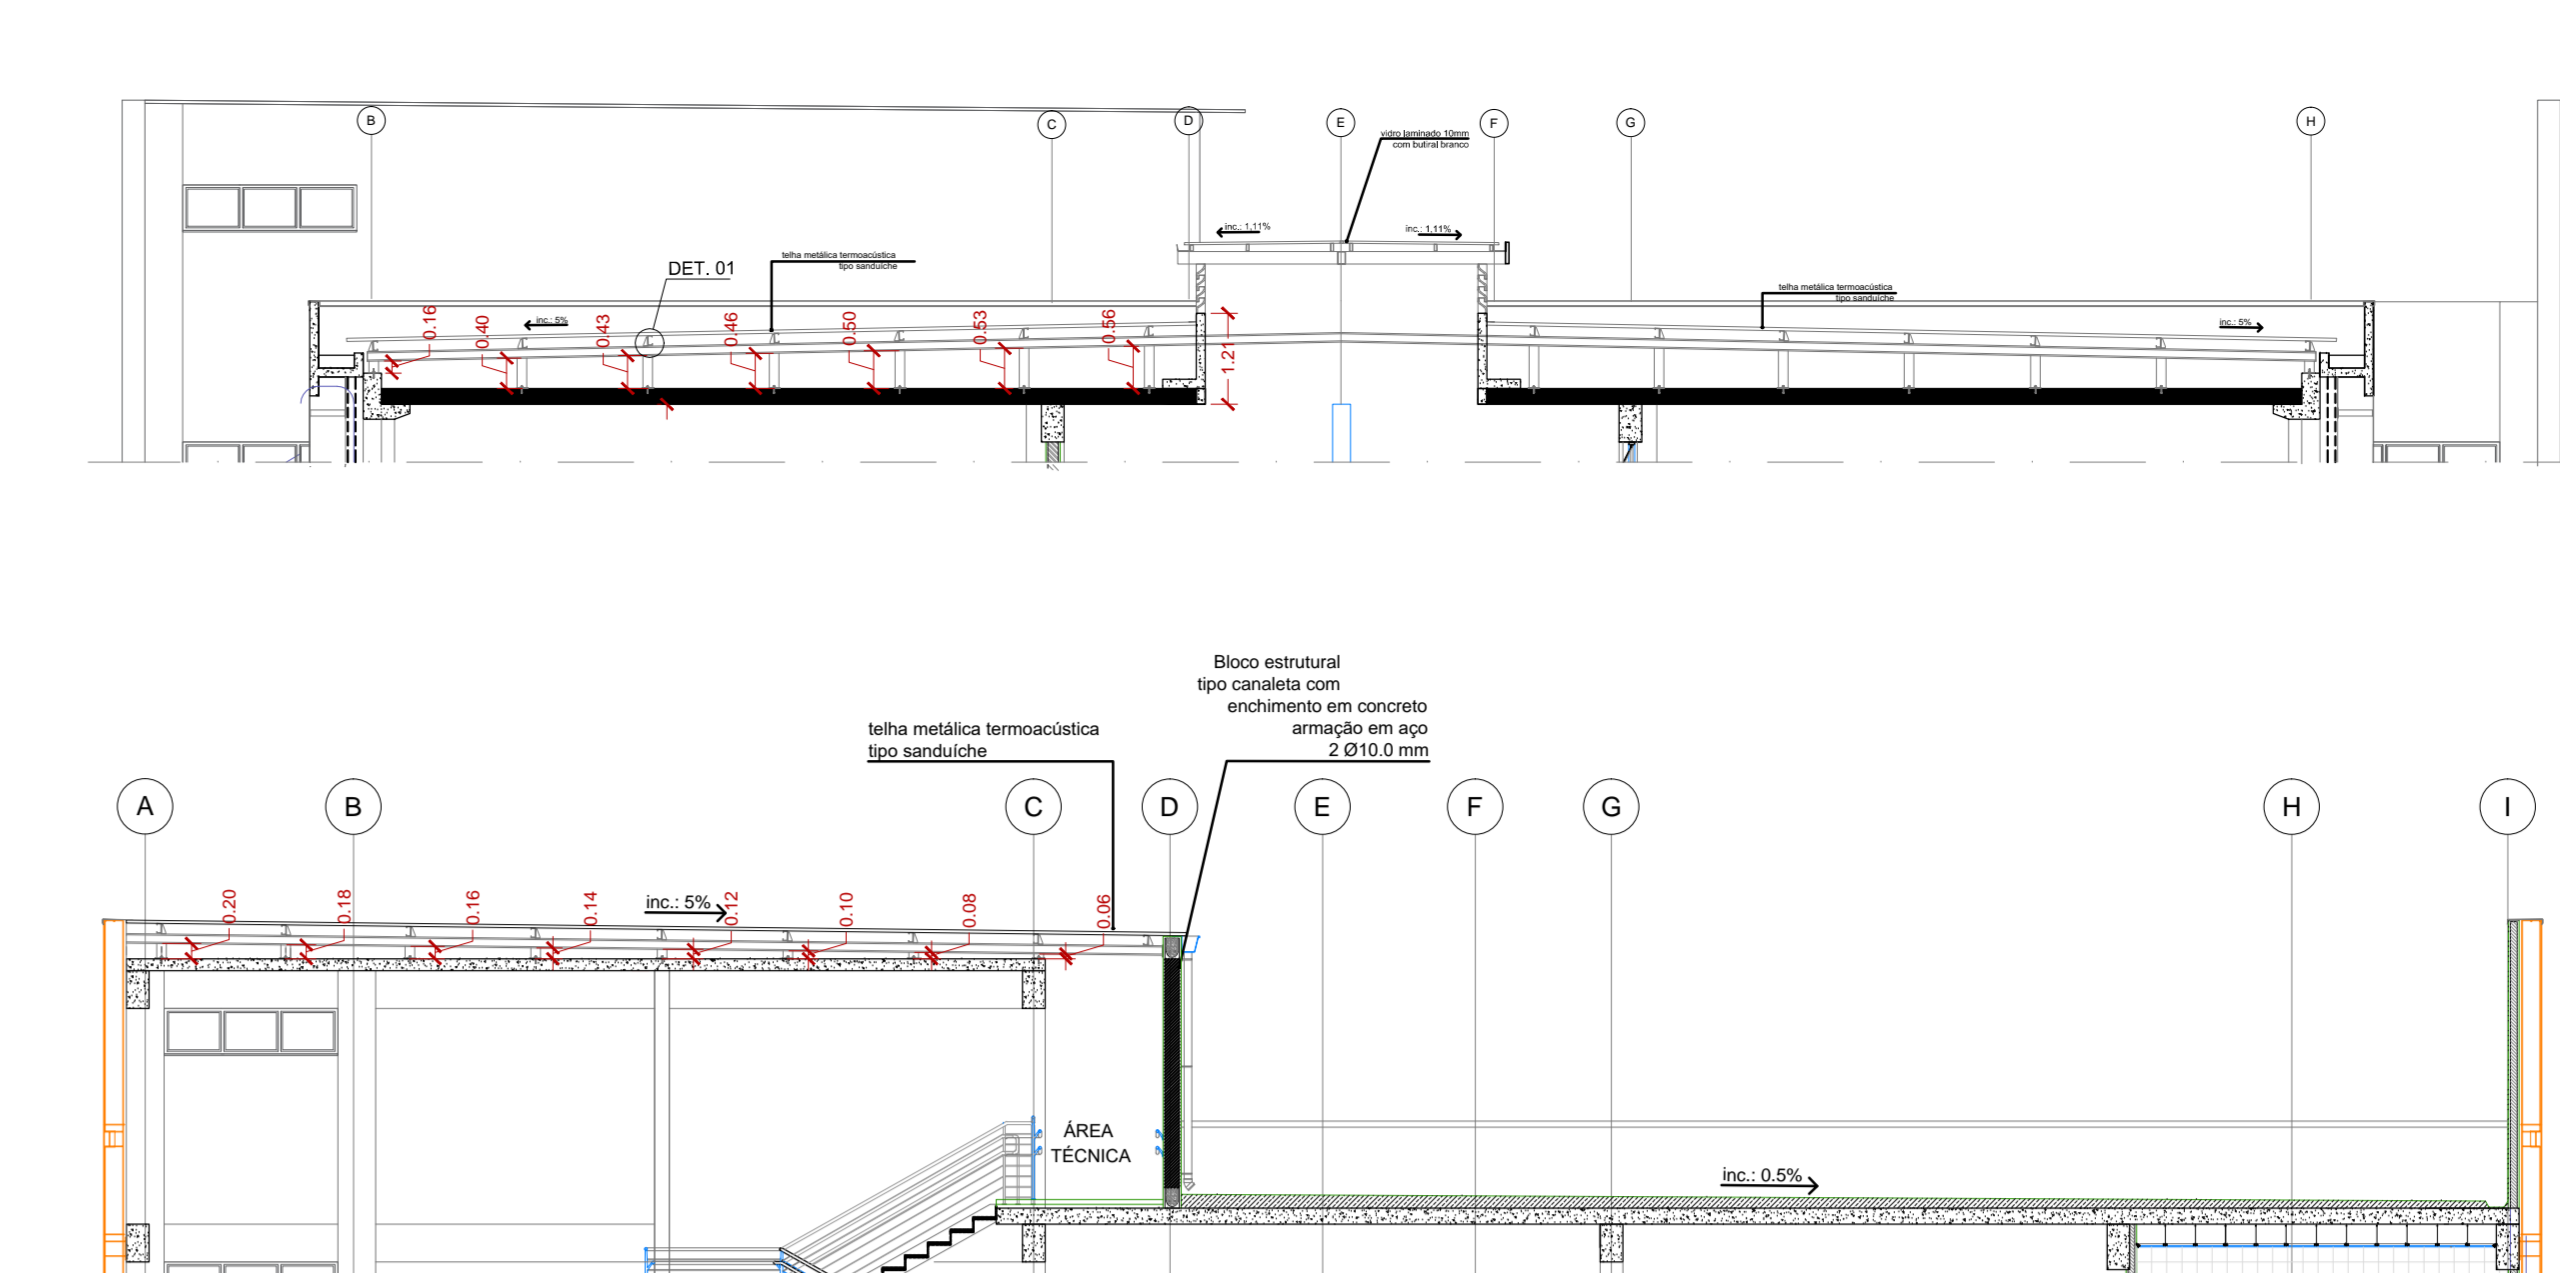 B
C
D
E
F
G
H
vidro laminado 10mm
com butiral branco
inc.: 1,11%
inc.: 1,11%
DET. 01
telha metálica termoacústica
tipo sanduíche
telha metálica termoacústica
tipo sanduíche
inc.: 5%
inc.: 5%
0.16
0.40
0.43
0.46
0.50
0.53
0.56
1.21
Bloco estrutural
tipo canaleta com
enchimento em concreto
armação em aço
2 Ø10.0 mm
telha metálica termoacústica
tipo sanduíche
A
B
C
D
E
F
G
H
I
0.20
0.18
0.16
0.14
inc.: 5%
0.12
0.10
0.08
0.06
ÁREA
TÉCNICA
inc.: 0.5%